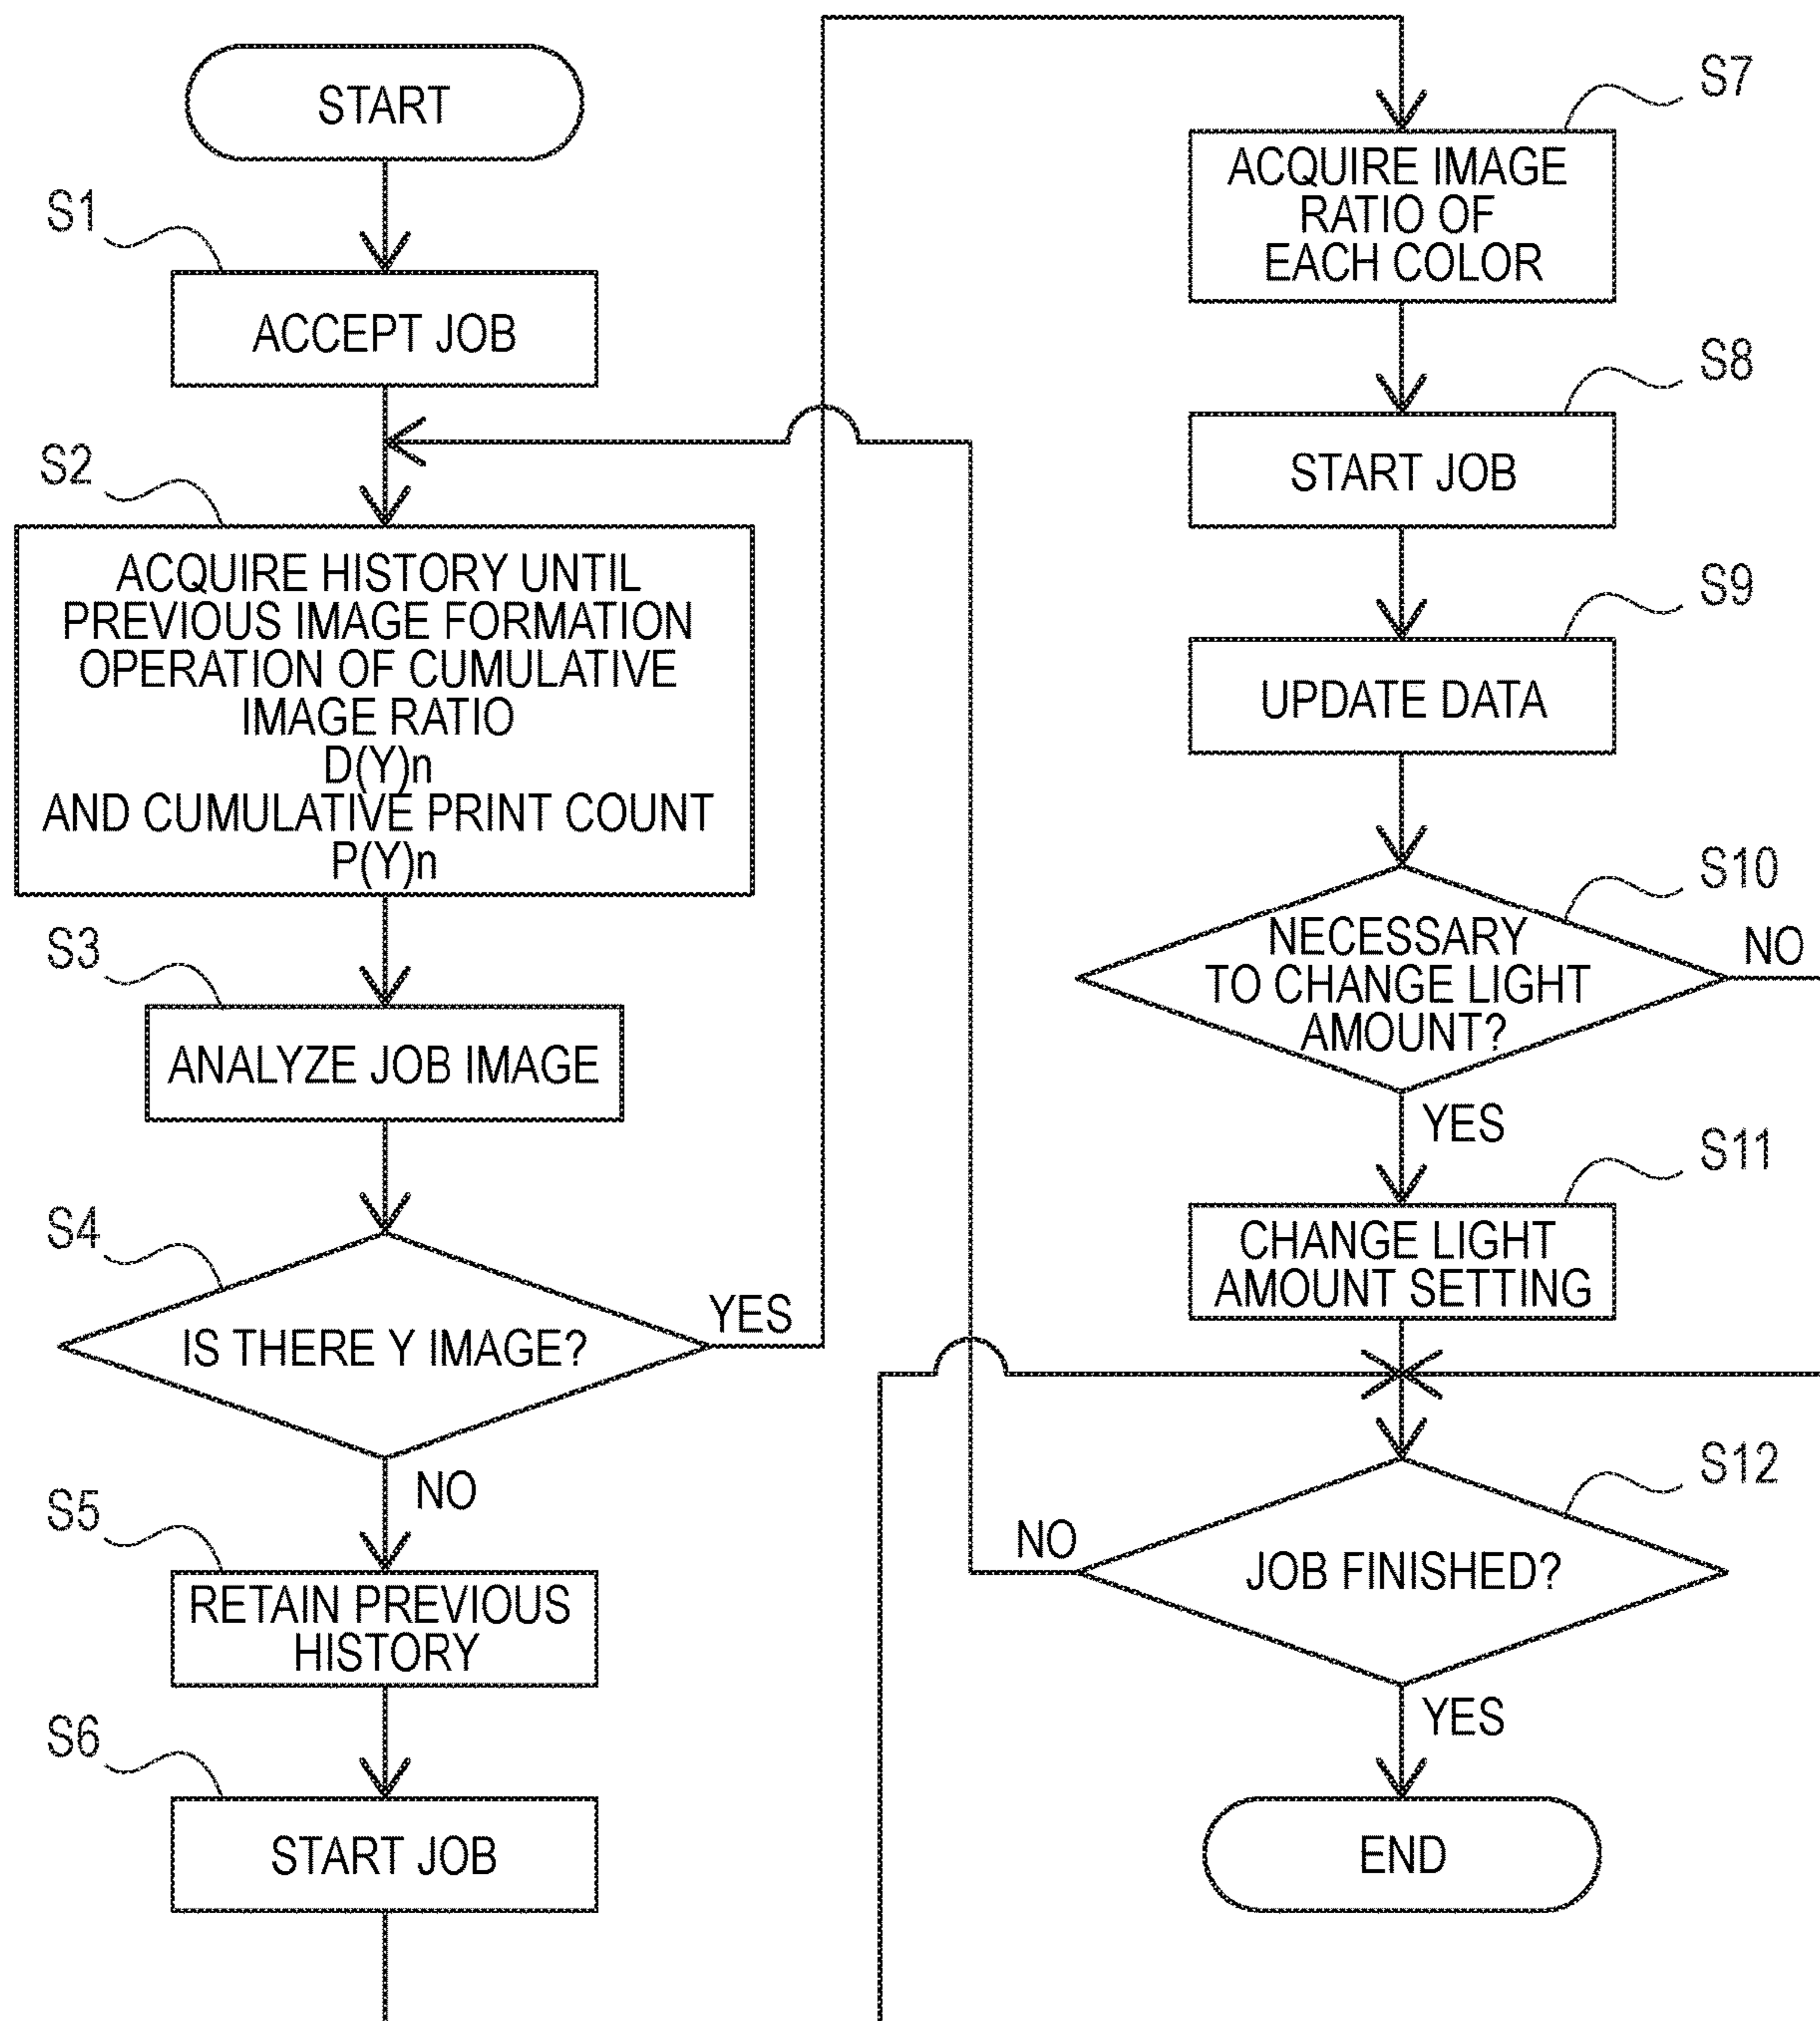 START
S1
ACCEPT JOB
S2
ACQUIRE HISTORY UNTIL
PREVIOUS IMAGE FORMATION
OPERATION OF CUMULATIVE
IMAGE RATIO
D(Y)n
AND CUMULATIVE PRINT COUNT
P(Y)n
S3
ANALYZE JOB IMAGE
S4
IS THERE Y IMAGE?
YES
NO
S5
RETAIN PREVIOUS
HISTORY
S6
START JOB
S7
ACQUIRE IMAGE
RATIO OF
EACH COLOR
S8
START JOB
S9
UPDATE DATA
S10
NECESSARY
TO CHANGE LIGHT
AMOUNT?
NO
YES
S11
CHANGE LIGHT
AMOUNT SETTING
S12
NO
JOB FINISHED?
YES
END